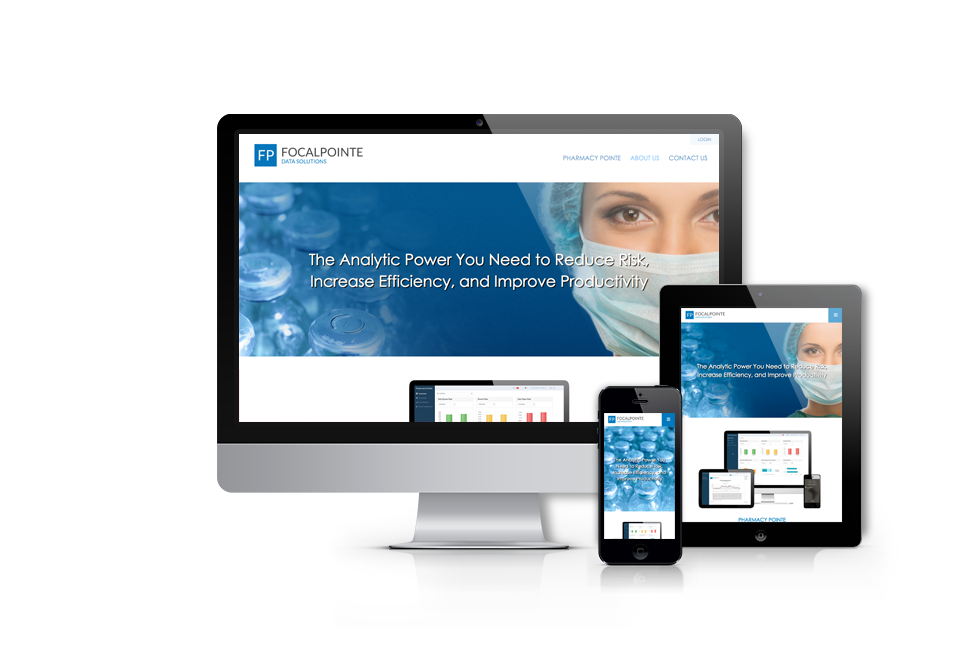 LOGIN
FP FOCALPOINTE
DATA SOLUTIONS
PHARMACY POINTE ABOUT US CONTACT US
The Analytic Power You Need to Reduce Risk,
Increase Efficiency, and Improve Productivity
FP FOCALPOINTE
The Analytic Power You Need to Reduce Risk,
Increase Efficiency, and Improve Productivity
PHARMACY POINTE
FP FOCALPOINTE
The Analytic Power You
Need to Reduce Risk,
Increase Efficiency, and
Improve Productivity